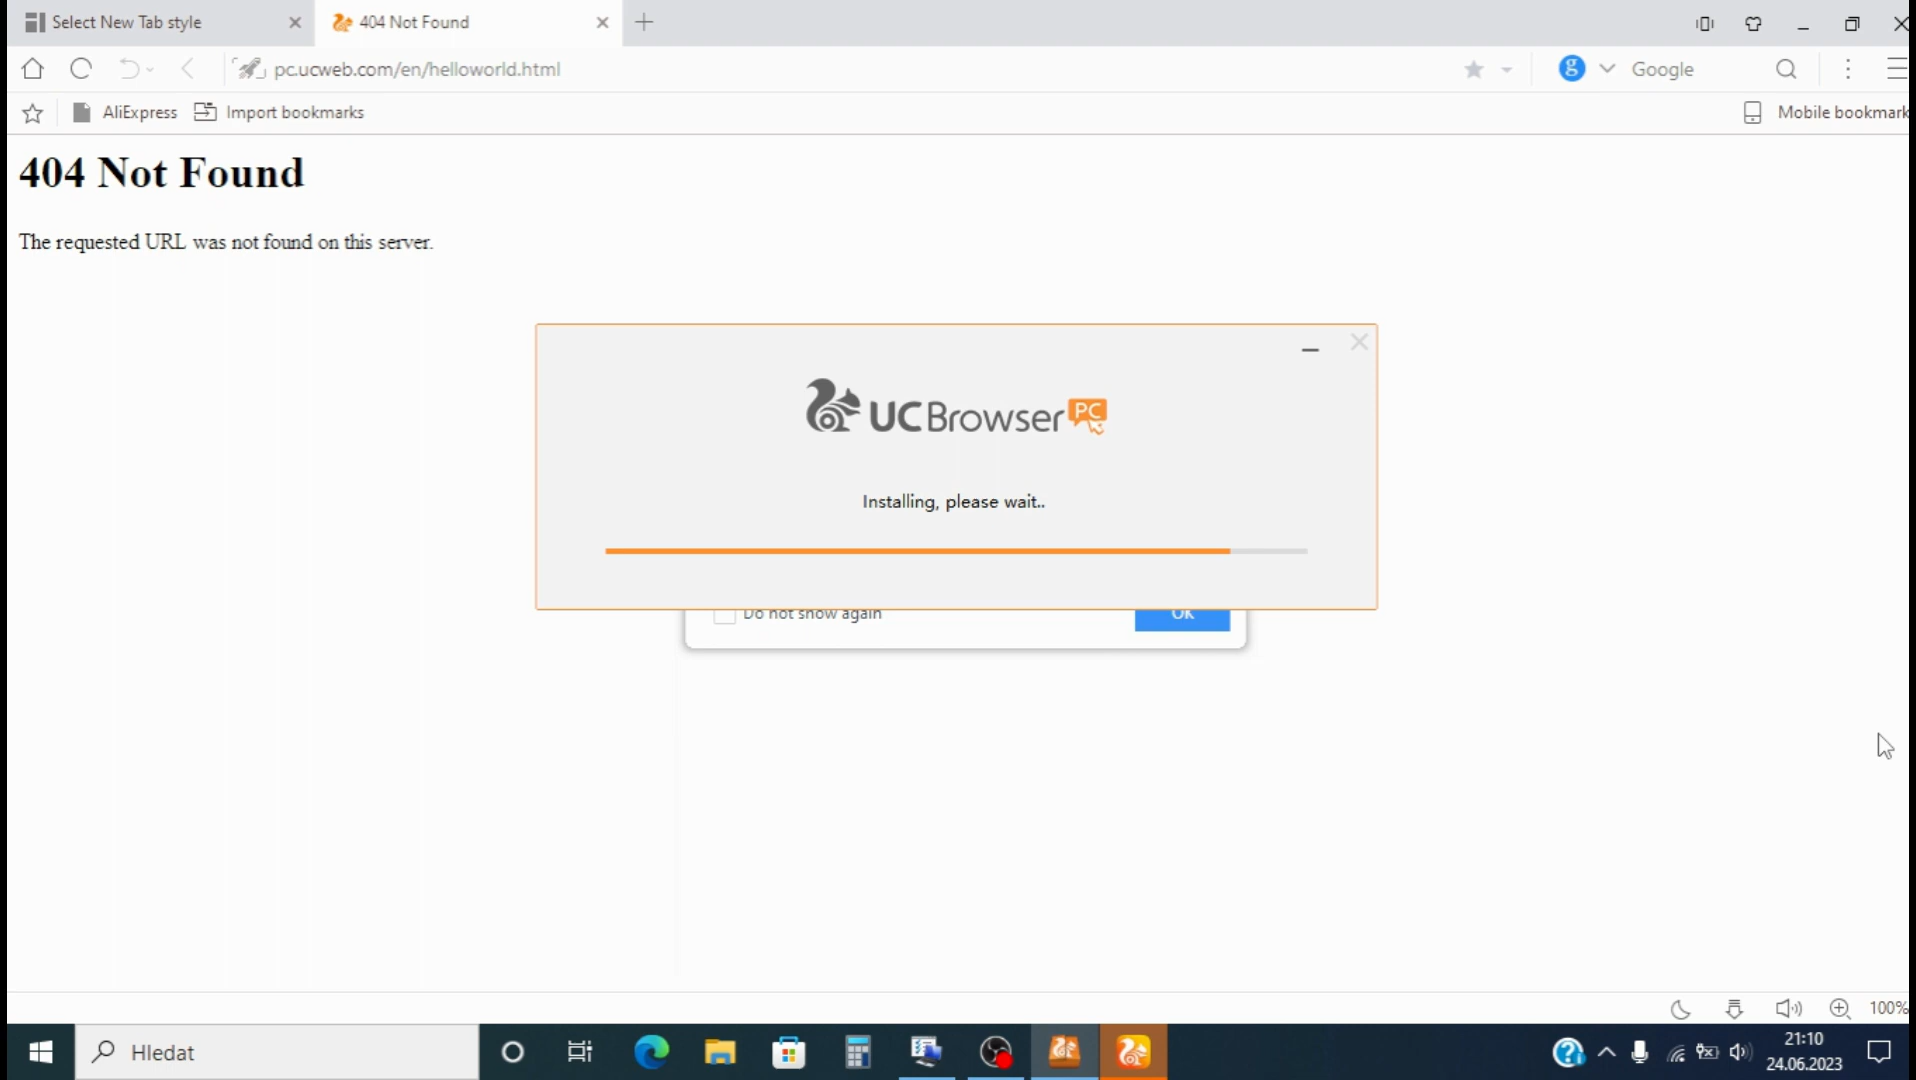 Select New Tab style
404 Not Found
pc.ucweb.com/en/helloworld.html
g
Google
AliExpress
Import bookmarks
Mobile bookmark
404 Not Found
The requested URL was not found on this server.
UC Browser PC
Installing, please wait..
Do not show again
OK
100%
Hledat
21:10
24.06.2023